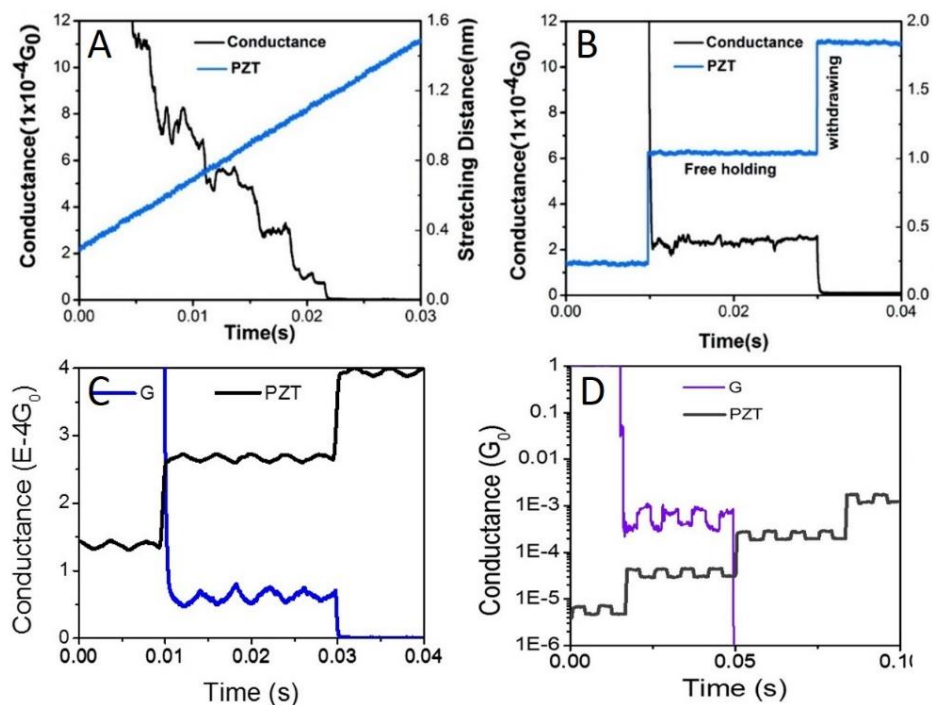 A
Conductance
PZT
Conductance(1x10⁻⁴G₀)
12
10
8
6
4
2
0
Stretching Distance(nm)
1.6
1.2
0.8
0.4
0.0
0.00 0.01 0.02 0.03
Time(s)
B
Conductance
PZT
Conductance(1x10⁻⁴G₀)
12
10
8
6
4
2
0
2.0
1.5
1.0
0.5
0.0
Free holding
withdrawing
0.00 0.02 0.04
Time(s)
C
G PZT
Conductance (E-4G₀)
4
3
2
1
0
0.00 0.01 0.02 0.03 0.04
Time (s)
D
G
PZT
Conductance (G₀)
1
0.1
0.01
1E-3
1E-4
1E-5
1E-6
0.00 0.05 0.10
Time (s)